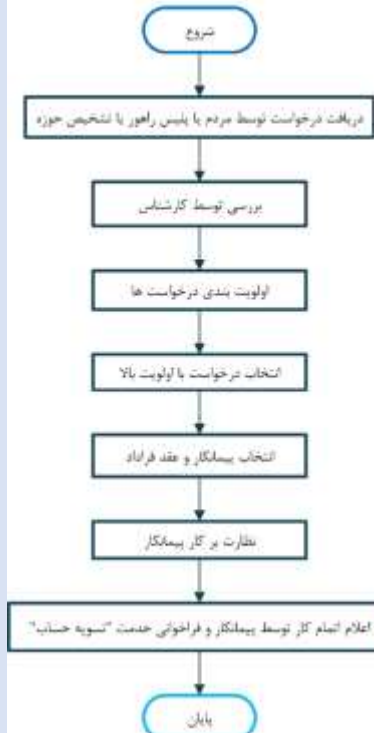 شروع
دریافت درخواست توسط مردم یا پلیس راهور یا تشخیص حوزه
بررسی توسط کارشناس
اولویت بندی درخواست ها
انتخاب درخواست با اولویت بالا
انتخاب پیمانکار و عقد قراداد
نظارت بر کار پیمانکار
اعلام اتمام کار توسط پیمانکار و فراخوانی خدمت "تسویه حساب"
پایان